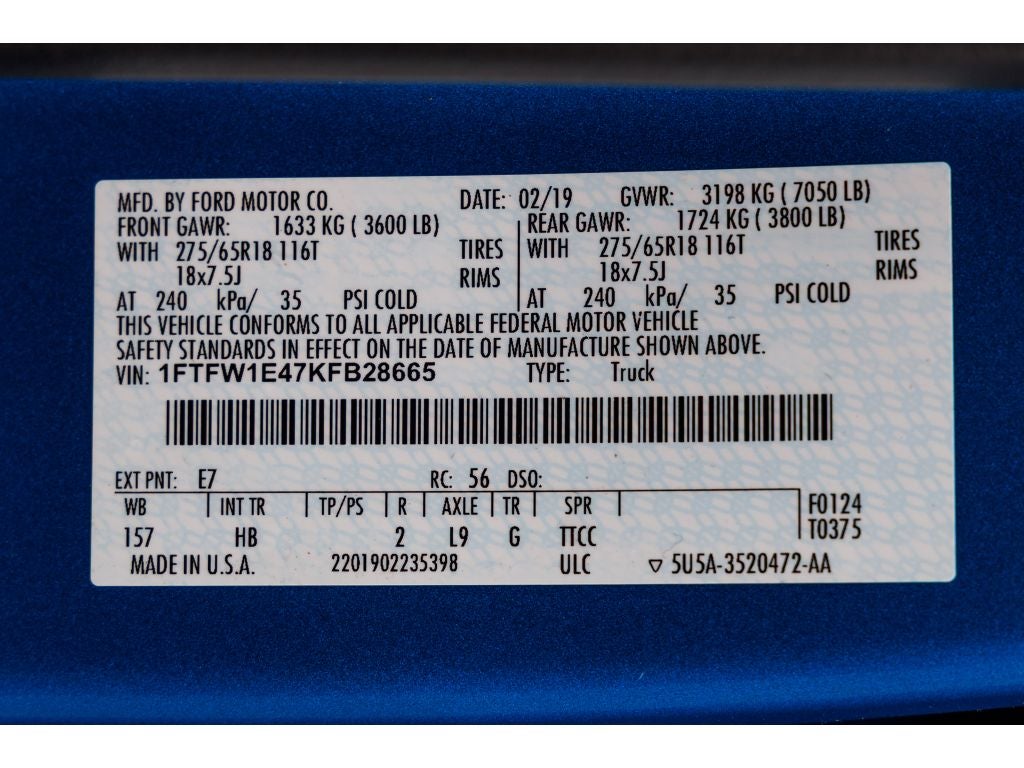 MFD. BY FORD MOTOR CO. DATE: 02/19 GVWR: 3198 KG ( 7050 LB)
FRONT GAWR: 1633 KG ( 3600 LB) REAR GAWR: 1724 KG ( 3800 LB)
WITH 275/65R18 116T TIRES WITH 275/65R18 116T TIRES
18x7.5J RIMS 18x7.5J RIMS
AT 240 kPa/ 35 PSI COLD AT 240 kPa/ 35 PSI COLD
THIS VEHICLE CONFORMS TO ALL APPLICABLE FEDERAL MOTOR VEHICLE
SAFETY STANDARDS IN EFFECT ON THE DATE OF MANUFACTURE SHOWN ABOVE.
VIN: 1FTFW1E47KFB28665 TYPE: Truck
EXT PNT: E7 RC: 56 DSO:
WB INT TR TP/PS R AXLE TR SPR F0124
157 HB 2 L9 G TTCC T0375
MADE IN U.S.A. 2201902235398 ULC ▽ 5U5A-3520472-AA